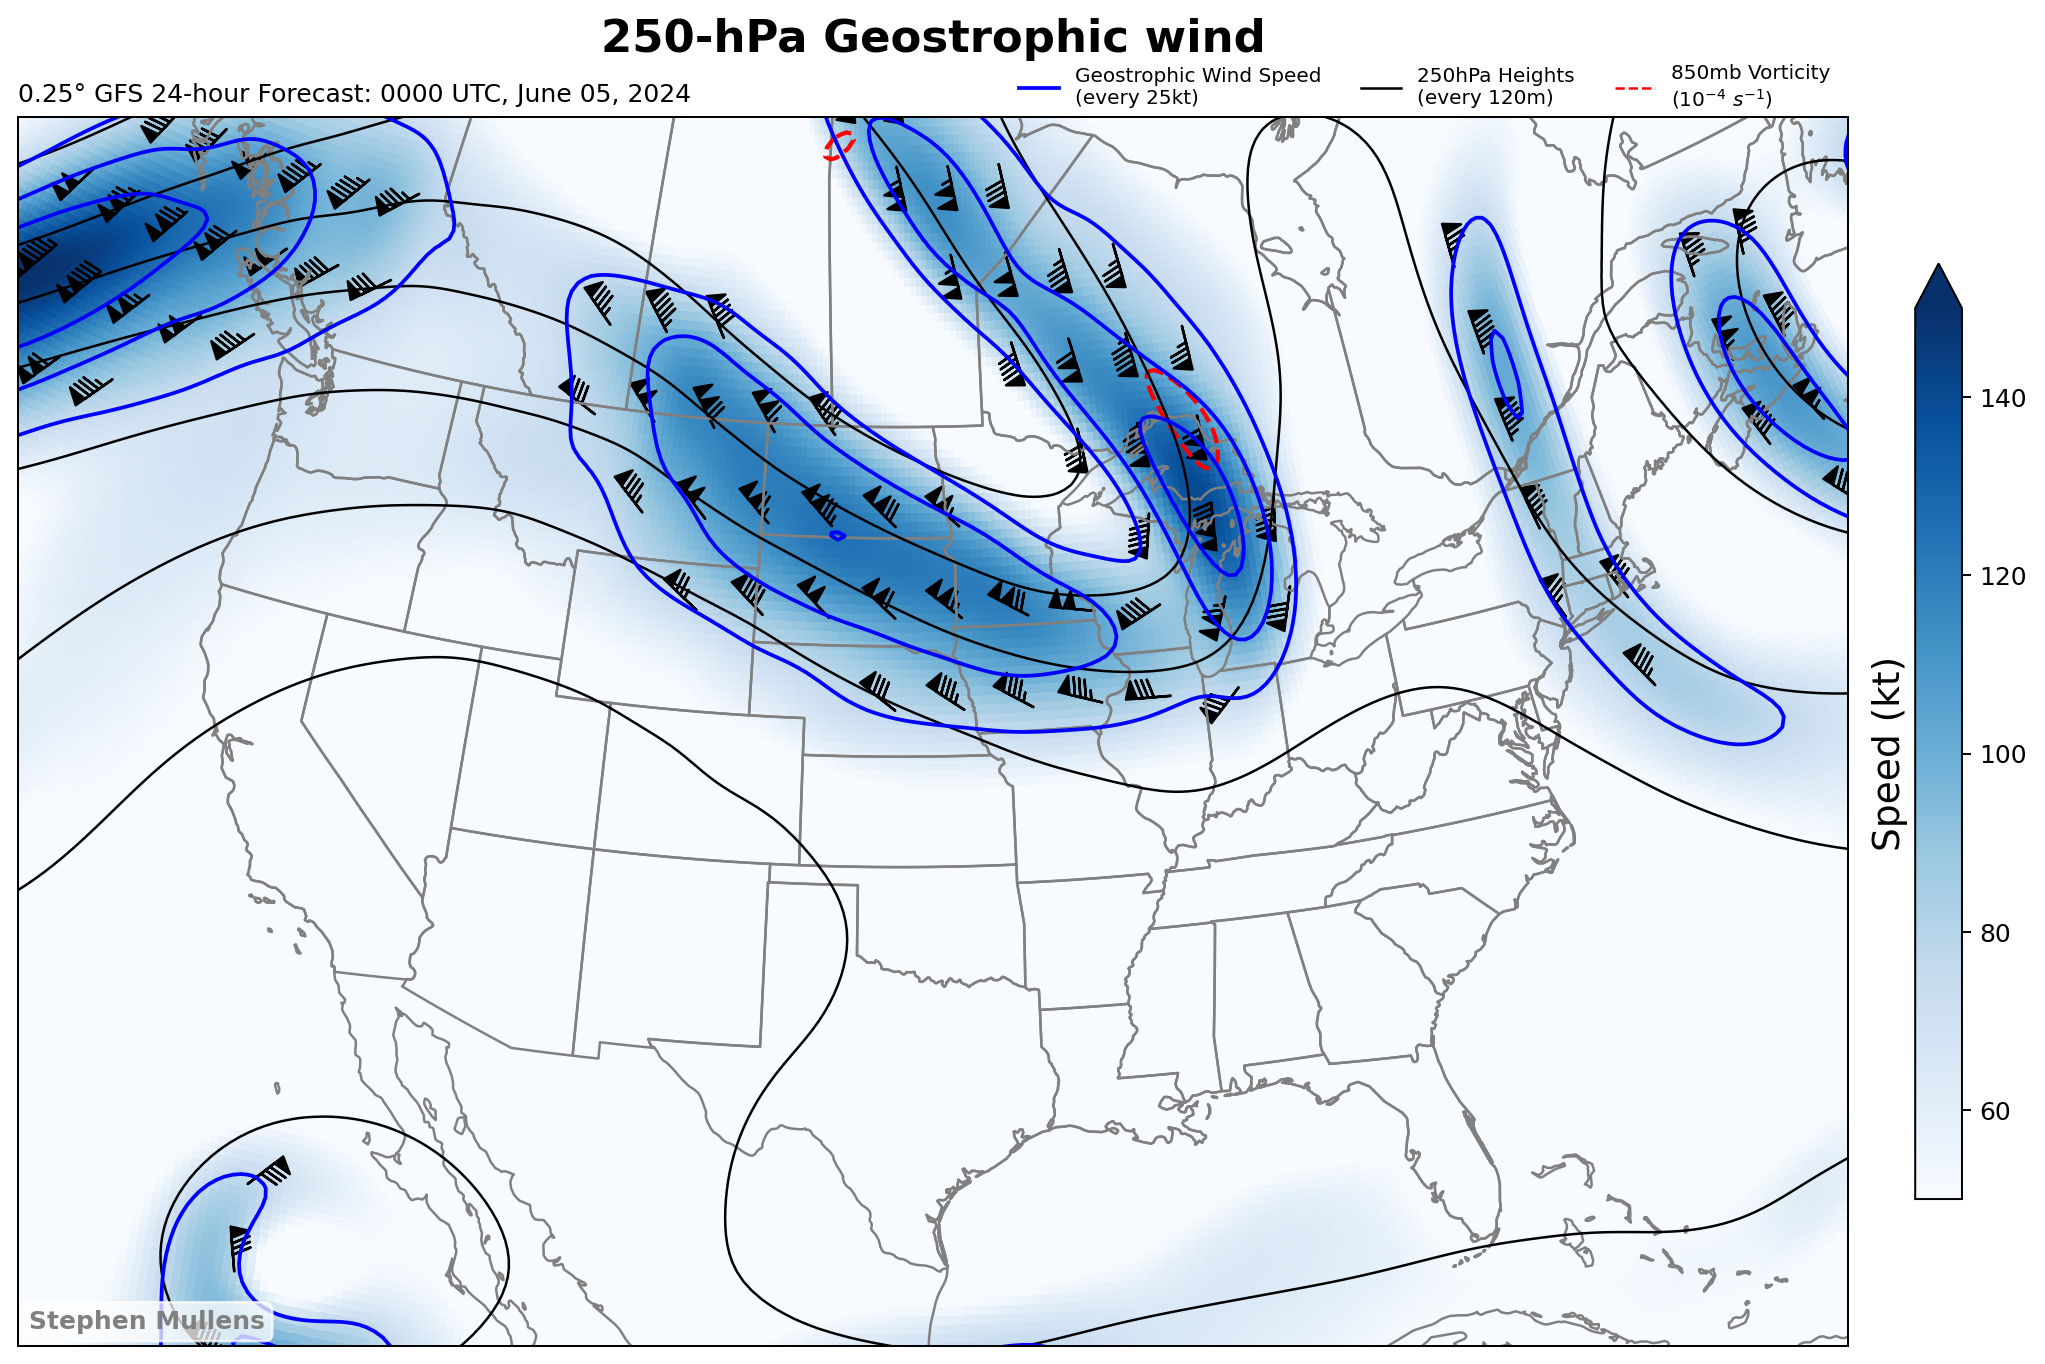 250-hPa Geostrophic wind
0.25° GFS 24-hour Forecast: 0000 UTC, June 05, 2024
Geostrophic Wind Speed
(every 25kt)
250hPa Heights
(every 120m)
850mb Vorticity
(10⁻⁴ s⁻¹)
140
120
100
80
60
Speed (kt)
Stephen Mullens